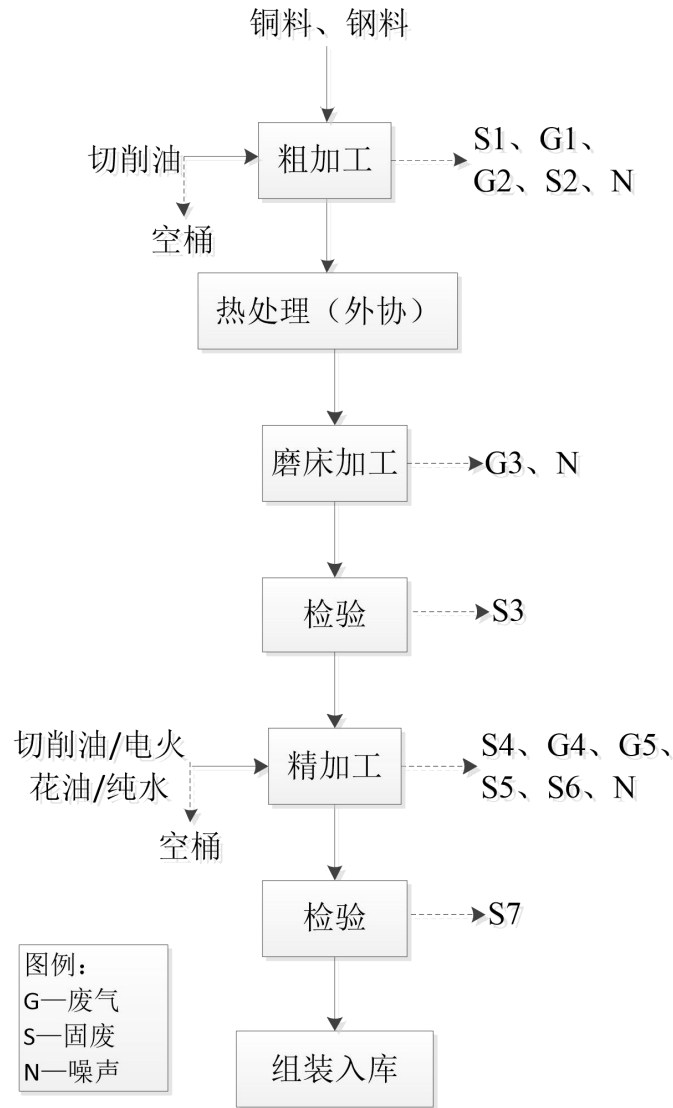 铜料、钢料
切削油
空桶
粗加工
S1、G1、
G2、S2、N
热处理（外协）
磨床加工
G3、N
检验
S3
切削油/电火
花油/纯水
空桶
精加工
S4、G4、G5、
S5、S6、N
检验
S7
组装入库
图例：
G—废气
S—固废
N—噪声